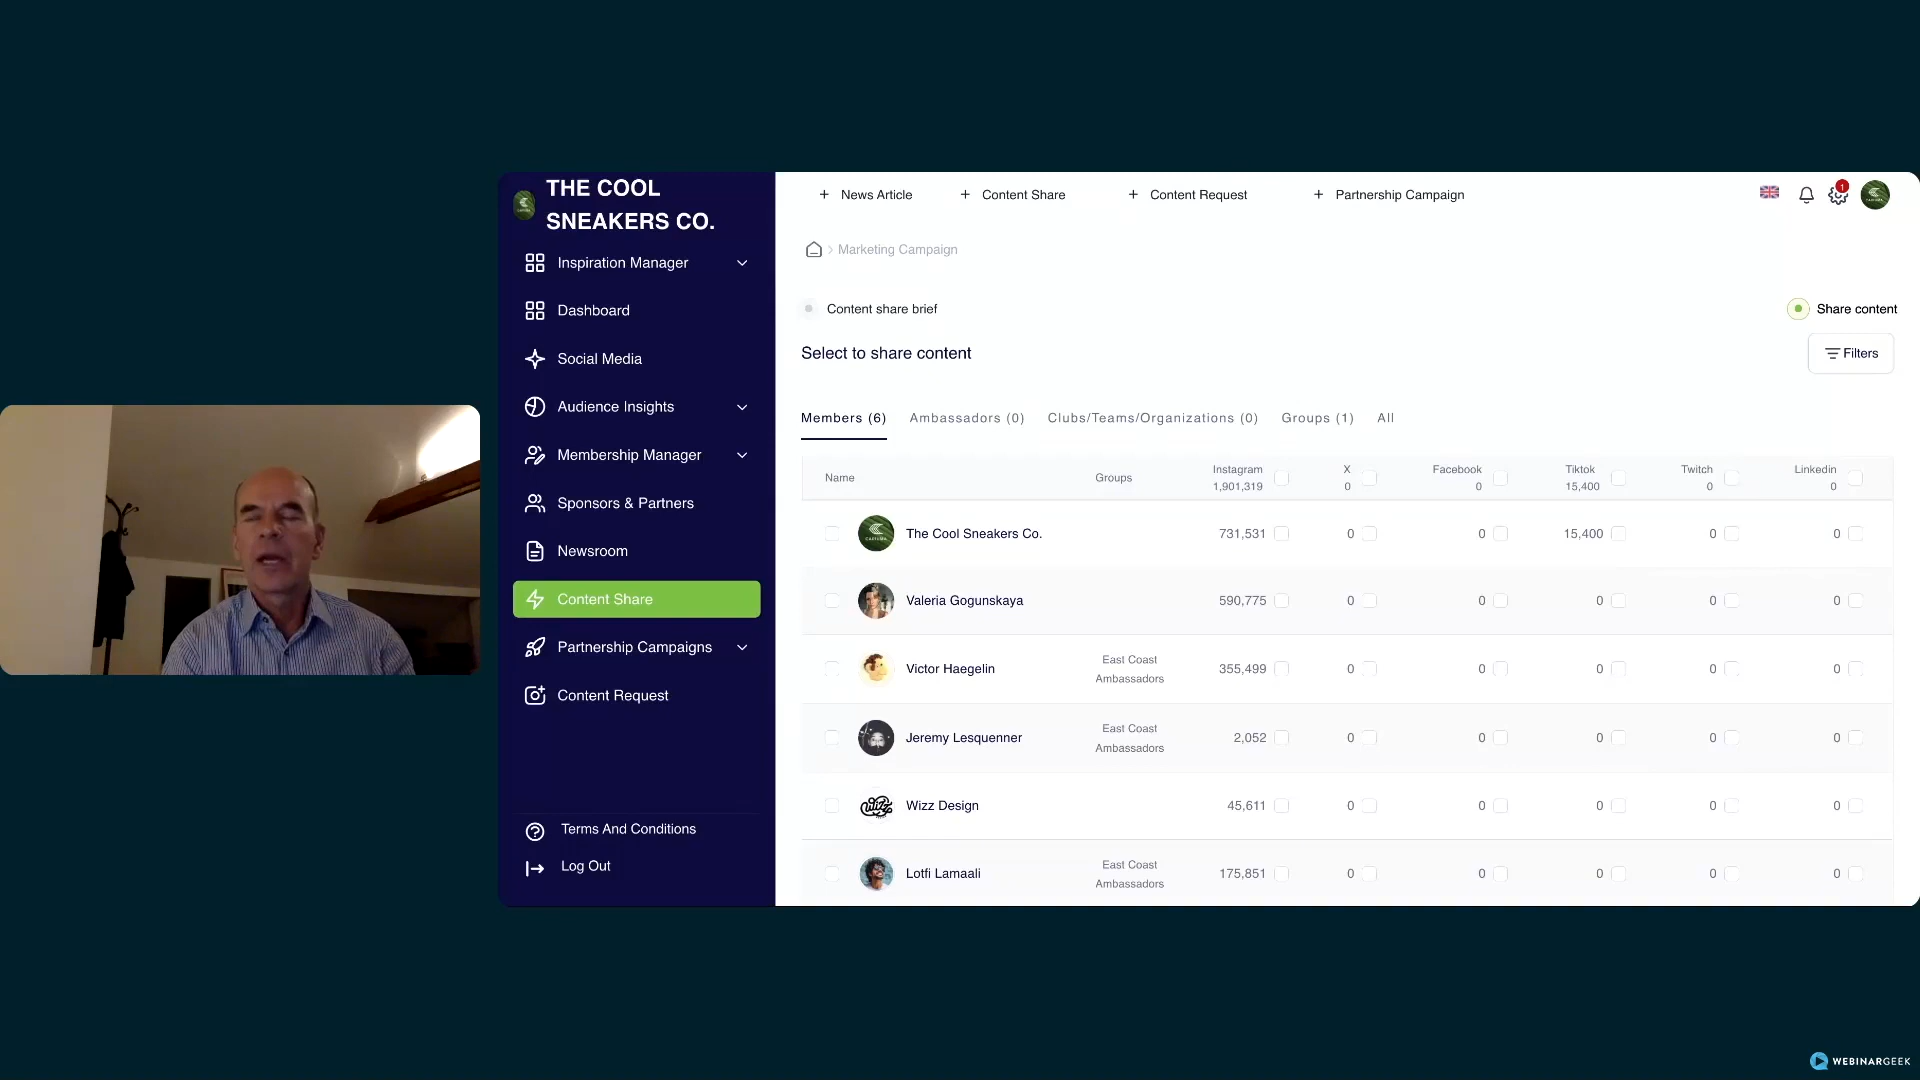 THE COOL
SNEAKERS CO.
Inspiration Manager
Dashboard
Social Media
Audience Insights
Membership Manager
Sponsors & Partners
Newsroom
Content Share
Partnership Campaigns
Content Request
Terms And Conditions
Log Out
+ News Article + Content Share + Content Request + Partnership Campaign 1
Marketing Campaign
Content share brief Share content
Select to share content Filters
Members (6) Ambassadors (0) Clubs/Teams/Organizations (0) Groups (1) All
Name Groups Instagram 1,901,319 X 0 Facebook 0 Tiktok 15,400 Twitch 0 Linkedin 0
The Cool Sneakers Co. 731,531 0 0 15,400 0 0
Valeria Gogunskaya 590,775 0 0 0 0 0
Victor Haegelin East Coast Ambassadors 355,499 0 0 0 0 0
Jeremy Lesquenner East Coast Ambassadors 2,052 0 0 0 0 0
Wizz Design 45,611 0 0 0 0 0
Lotfi Lamaali East Coast Ambassadors 175,851 0 0 0 0 0
WEBINARGEEK